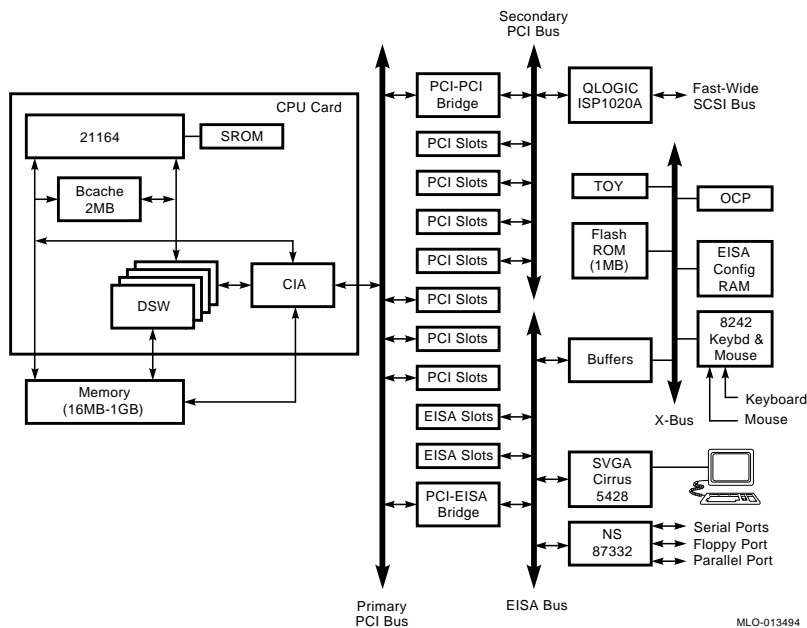 Secondary
PCI Bus
CPU Card
21164
SROM
Bcache
2MB
DSW
CIA
Memory
(16MB-1GB)
PCI-PCI
Bridge
PCI Slots
PCI Slots
PCI Slots
PCI Slots
PCI Slots
PCI Slots
PCI Slots
EISA Slots
EISA Slots
PCI-EISA
Bridge
QLOGIC
ISP1020A
Fast-Wide
SCSI Bus
TOY
OCP
Flash
ROM
(1MB)
EISA
Config
RAM
8242
Keybd &
Mouse
Buffers
Keyboard
Mouse
X-Bus
SVGA
Cirrus
5428
NS
87332
Serial Ports
Floppy Port
Parallel Port
Primary
PCI Bus
EISA Bus
MLO-013494